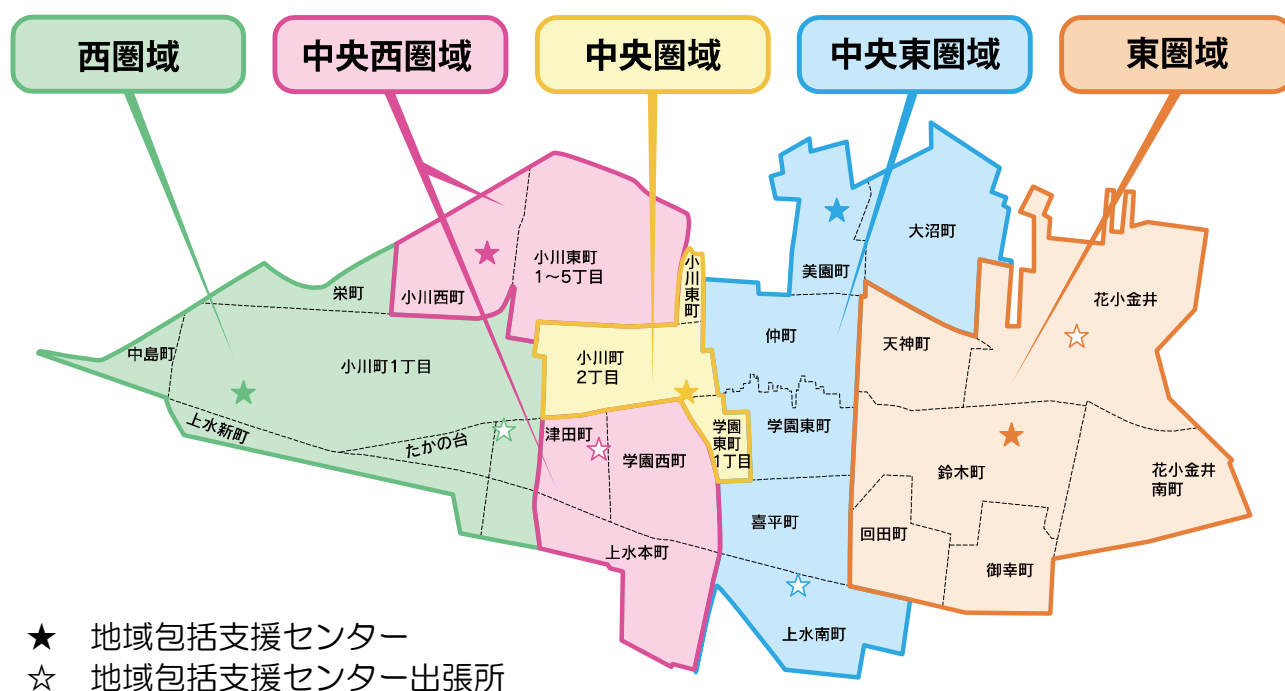 西圏域
中央西圏域
中央圏域
中央東圏域
東圏域
栄町
中島町
小川町1丁目
上水新町
たかの台
小川西町
小川東町
1～5丁目
小川東町
小川町
2丁目
津田町
学園西町
上水本町
学園
東町
1丁目
美園町
大沼町
仲町
学園東町
喜平町
上水南町
天神町
花小金井
鈴木町
花小金井
南町
回田町
御幸町
★ 地域包括支援センター
☆ 地域包括支援センター出張所